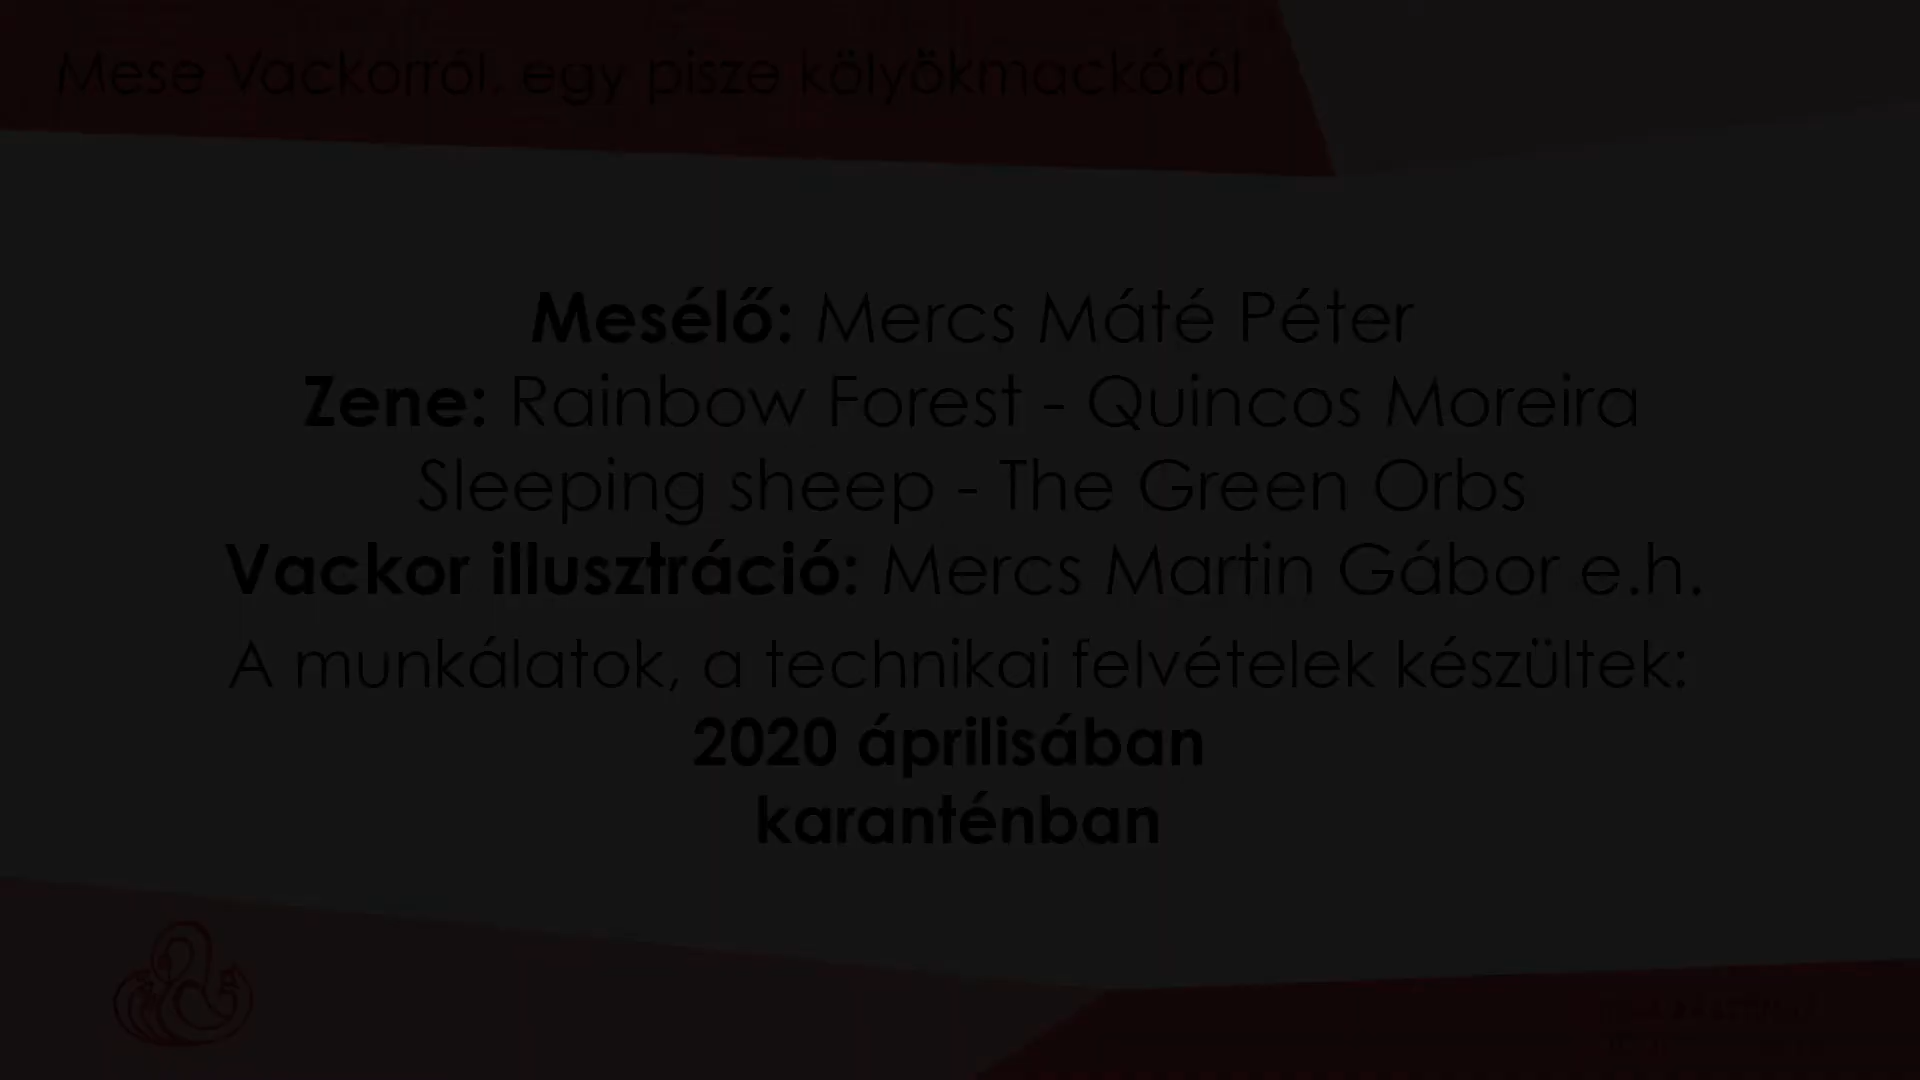 Mese Vackorról, egy pisze kölyökmackóról
Mesélő: Mercs Máté Péter
Zene: Rainbow Forest - Quincos Moreira
Sleeping sheep - The Green Orbs
Vackor illusztráció: Mercs Martin Gábor e.h.
A munkálatok, a technikai felvételek készültek:
2020 áprilisában
karanténban